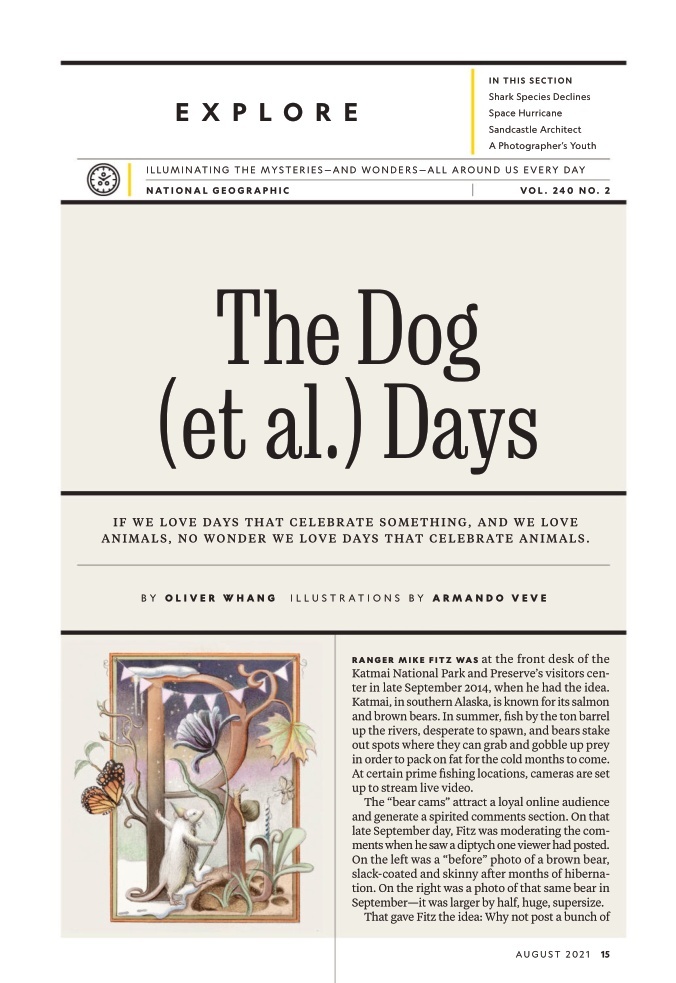 EXPLORE
IN THIS SECTION
Shark Species Declines
Space Hurricane
Sandcastle Architect
A Photographer's Youth
ILLUMINATING THE MYSTERIES—AND WONDERS—ALL AROUND US EVERY DAY
NATIONAL GEOGRAPHIC
VOL. 240 NO. 2
The Dog
(et al.) Days
IF WE LOVE DAYS THAT CELEBRATE SOMETHING, AND WE LOVE
ANIMALS, NO WONDER WE LOVE DAYS THAT CELEBRATE ANIMALS.
BY OLIVER WHANG ILLUSTRATIONS BY ARMANDO VEVE
R
RANGER MIKE FITZ WAS at the front desk of the
Katmai National Park and Preserve's visitors cen-
ter in late September 2014, when he had the idea.
Katmai, in southern Alaska, is known for its salmon
and brown bears. In summer, fish by the ton barrel
up the rivers, desperate to spawn, and bears stake
out spots where they can grab and gobble up prey
in order to pack on fat for the cold months to come.
At certain prime fishing locations, cameras are set
up to stream live video.
The “bear cams” attract a loyal online audience
and generate a spirited comments section. On that
late September day, Fitz was moderating the com-
ments when he saw a diptych one viewer had posted.
On the left was a “before” photo of a brown bear,
slack-coated and skinny after months of hiberna-
tion. On the right was a photo of that same bear in
September—it was larger by half, huge, supersize.
That gave Fitz the idea: Why not post a bunch of
AUGUST 2021 15